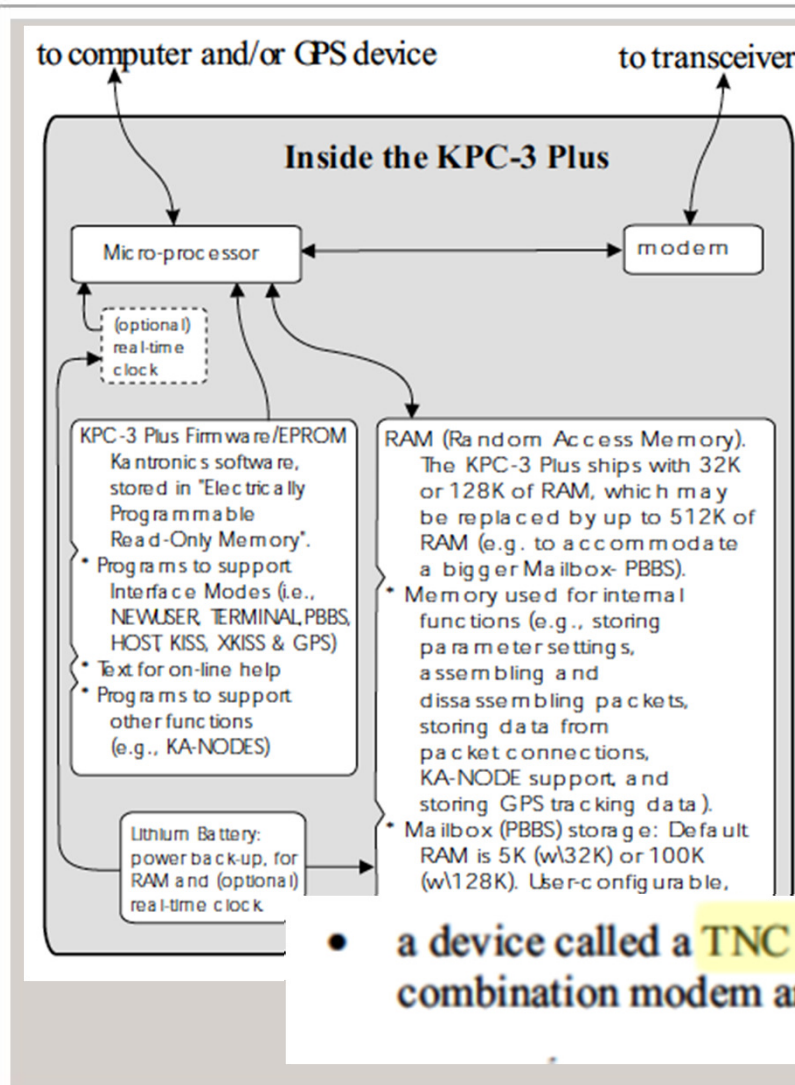 to computer and/or GPS device
to transceiver
Inside the KPC-3 Plus
Micro-processor
modem
(optional)
real-time
clock
KPC-3 Plus Firmware/EPROM
Kantronics software,
stored in "Electrically
Programmable
Read-Only Memory".
* Programs to support
Interface Modes (i.e.,
NEWUSER, TERMINAL, PBBS,
HOST, KISS, XKISS & GPS)
* Text for on-line help
* Programs to support
other functions
(e.g., KA-NODES)
RAM (Random Access Memory).
The KPC-3 Plus ships with 32K
or 128K of RAM, which may
be replaced by up to 512K of
RAM (e.g. to accommodate
a bigger Mailbox- PBBS).
* Memory used for internal
functions (e.g., storing
parameter settings,
assembling and
dissassembling packets,
storing data from
packet connections,
KA-NODE support, and
storing GPS tracking data).
* Mailbox (PBBS) storage: Default
RAM is 5K (w\32K) or 100K
(w\128K). User-configurable,
Lithium Battery:
power back-up, for
RAM and (optional)
real-time clock
• a device called a TNC
combination modem